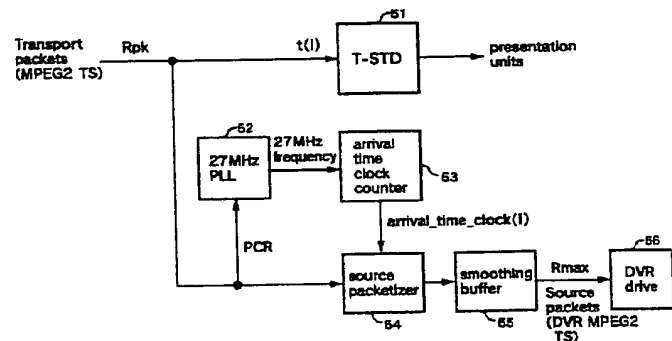 Transport
packets
(MPEG2 TS)
Rpk
t(i)
51
T-STD
presentation
units
52
27MHz
PLL
27MHz
frequency
arrival
time
clock
counter
53
arrival_time_clock(i)
PCR
source
packetizer
54
smoothing
buffer
55
Rmax
Source
packets
(DVR MPEG2
TS)
56
DVR
drive